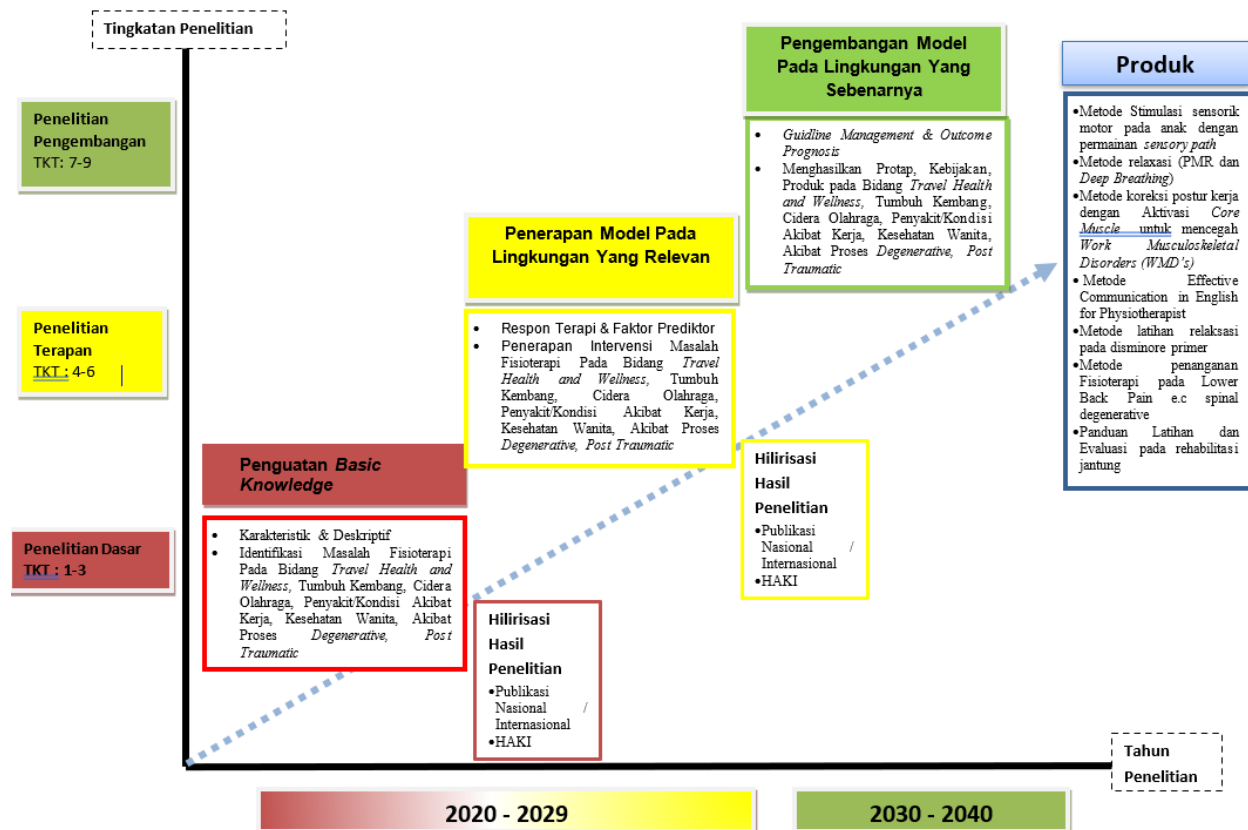 Tingkatan Penelitian
Penelitian
Pengembangan
TKT: 7-9
Penelitian
Terapan
TKT : 4-6
Penelitian Dasar
TKT : 1-3
Penguatan Basic
Knowledge
• Karakteristik & Deskriptif
• Identifikasi Masalah Fisioterapi
Pada Bidang Travel Health and
Wellness, Tumbuh Kembang, Cidera
Olahraga, Penyakit/Kondisi Akibat
Kerja, Kesehatan Wanita, Akibat
Proses Degenerative, Post
Traumatic
Hilirisasi
Hasil
Penelitian
•Publikasi
Nasional /
Internasional
•HAKI
Penerapan Model Pada
Lingkungan Yang Relevan
• Respon Terapi & Faktor Prediktor
• Penerapan Intervensi Masalah
Fisioterapi Pada Bidang Travel
Health and Wellness, Tumbuh
Kembang, Cidera Olahraga,
Penyakit/Kondisi Akibat Kerja,
Kesehatan Wanita, Akibat Proses
Degenerative, Post Traumatic
Hilirisasi
Hasil
Penelitian
•Publikasi
Nasional /
Internasional
•HAKI
Pengembangan Model
Pada Lingkungan Yang
Sebenarnya
• Guidline Management & Outcome
Prognosis
• Menghasilkan Protap, Kebijakan,
Produk pada Bidang Travel Health
and Wellness, Tumbuh Kembang,
Cidera Olahraga, Penyakit/Kondisi
Akibat Kerja, Kesehatan Wanita,
Akibat Proses Degenerative, Post
Traumatic
Produk
•Metode Stimulasi sensorik
motor pada anak dengan
permainan sensory path
•Metode relaxasi (PMR dan
Deep Breathing)
•Metode koreksi postur kerja
dengan Aktivasi Core
Muscle untuk mencegah
Work Musculoskeletal
Disorders (WMD's)
• Metode Effective
Communication in English
for Physiotherapist
•Metode latihan relaksasi
pada disminore primer
•Metode penanganan
Fisioterapi pada Lower
Back Pain e.c spinal
degenerative
•Panduan Latihan dan
Evaluasi pada rehabilitasi
jantung
Tahun
Penelitian
2020 - 2029
2030 - 2040